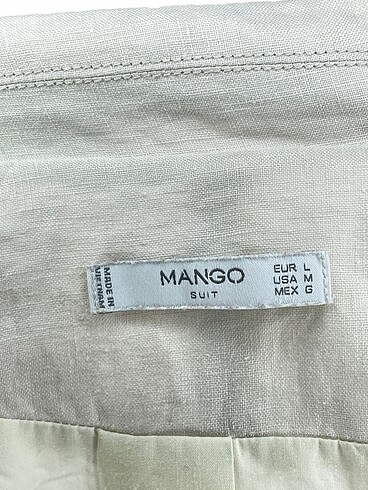 MADE IN
VIETNAM
MANGO
SUIT
EUR L
USA M
MEX G